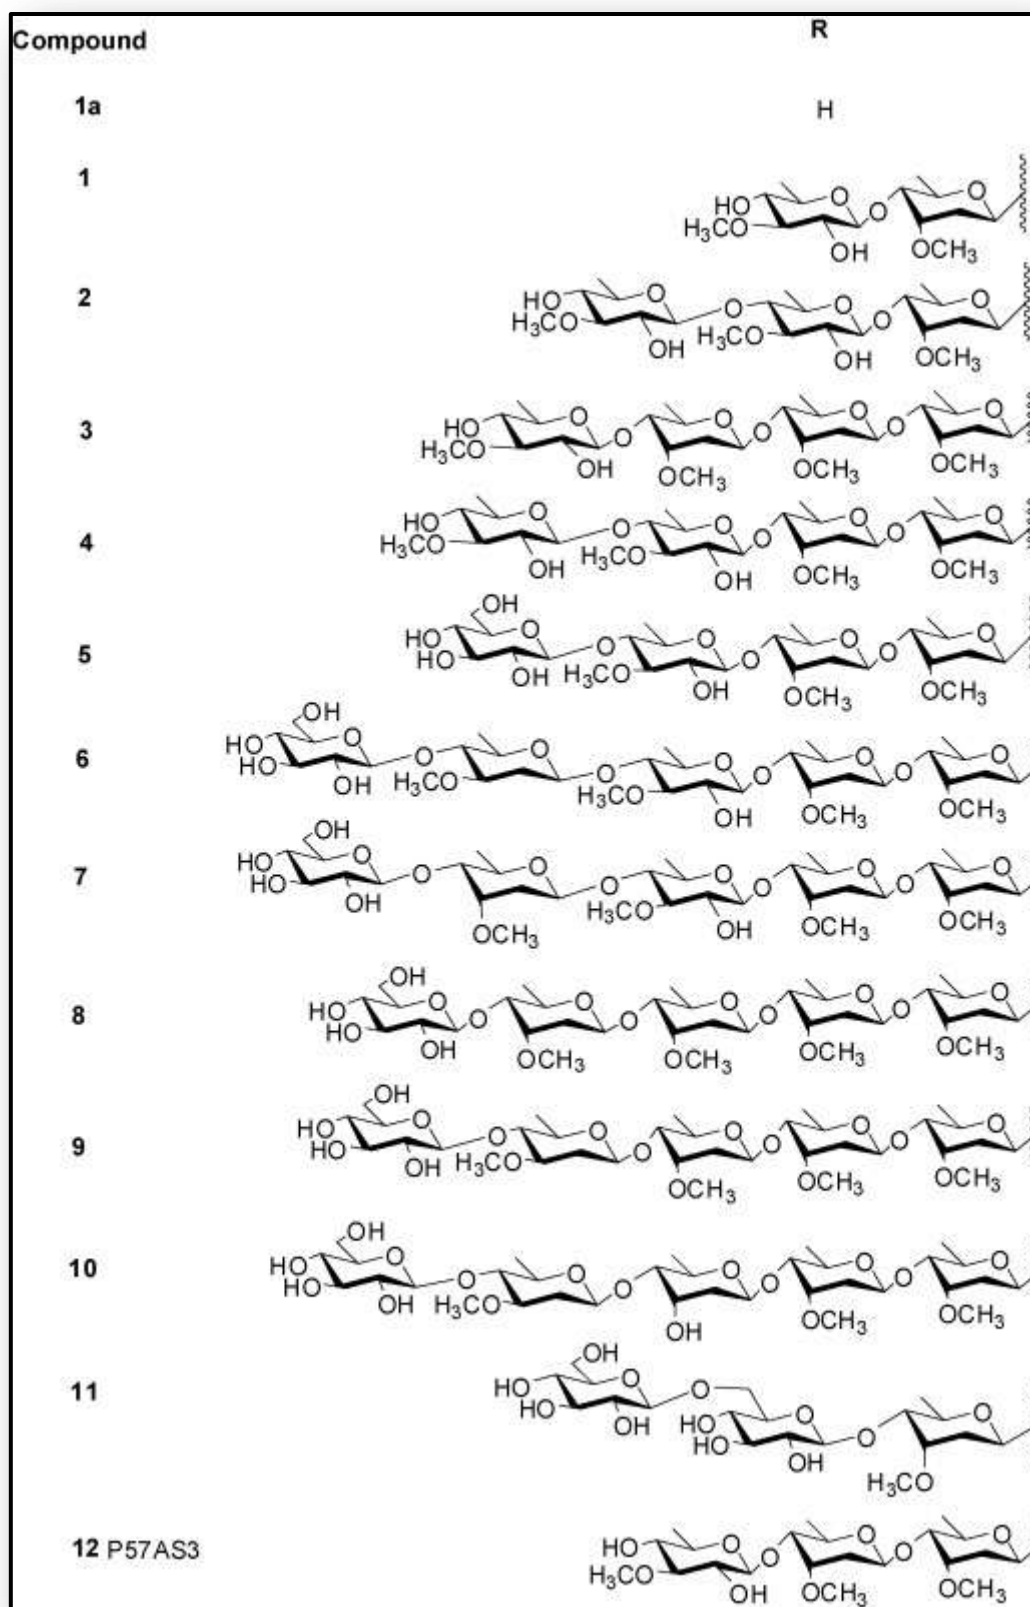 Compound R
1a H
1
O O
HO O
H₃CO
OH OCH₃
2
O O O
HO O O
H₃CO H₃CO
OH OH OCH₃
3
O O O O
HO O O O
H₃CO
OH OCH₃ OCH₃ OCH₃
4
O O O O
HO O O O
H₃CO H₃CO
OH OH OCH₃ OCH₃
5
OH
O O O O
HO O O O
HO H₃CO
OH OH OCH₃ OCH₃
6
OH
O O O O O
HO O O O O
HO H₃CO H₃CO
OH OH OCH₃ OCH₃
7
OH
O O O O O
HO O O O O
HO H₃CO
OH OCH₃ OH OCH₃ OCH₃
8
OH
O O O O O
HO O O O O
HO
OH OCH₃ OCH₃ OCH₃ OCH₃
9
OH
O O O O O
HO O O O O
HO H₃CO
OH OCH₃ OCH₃ OCH₃
10
OH
O O O O O
HO O O O O
HO H₃CO
OH OH OCH₃ OCH₃
11
OH
O O
HO
HO
OH HO O O O
HO
OH
H₃CO
12 P57AS3
O O O
HO O O
H₃CO
OH OCH₃ OCH₃